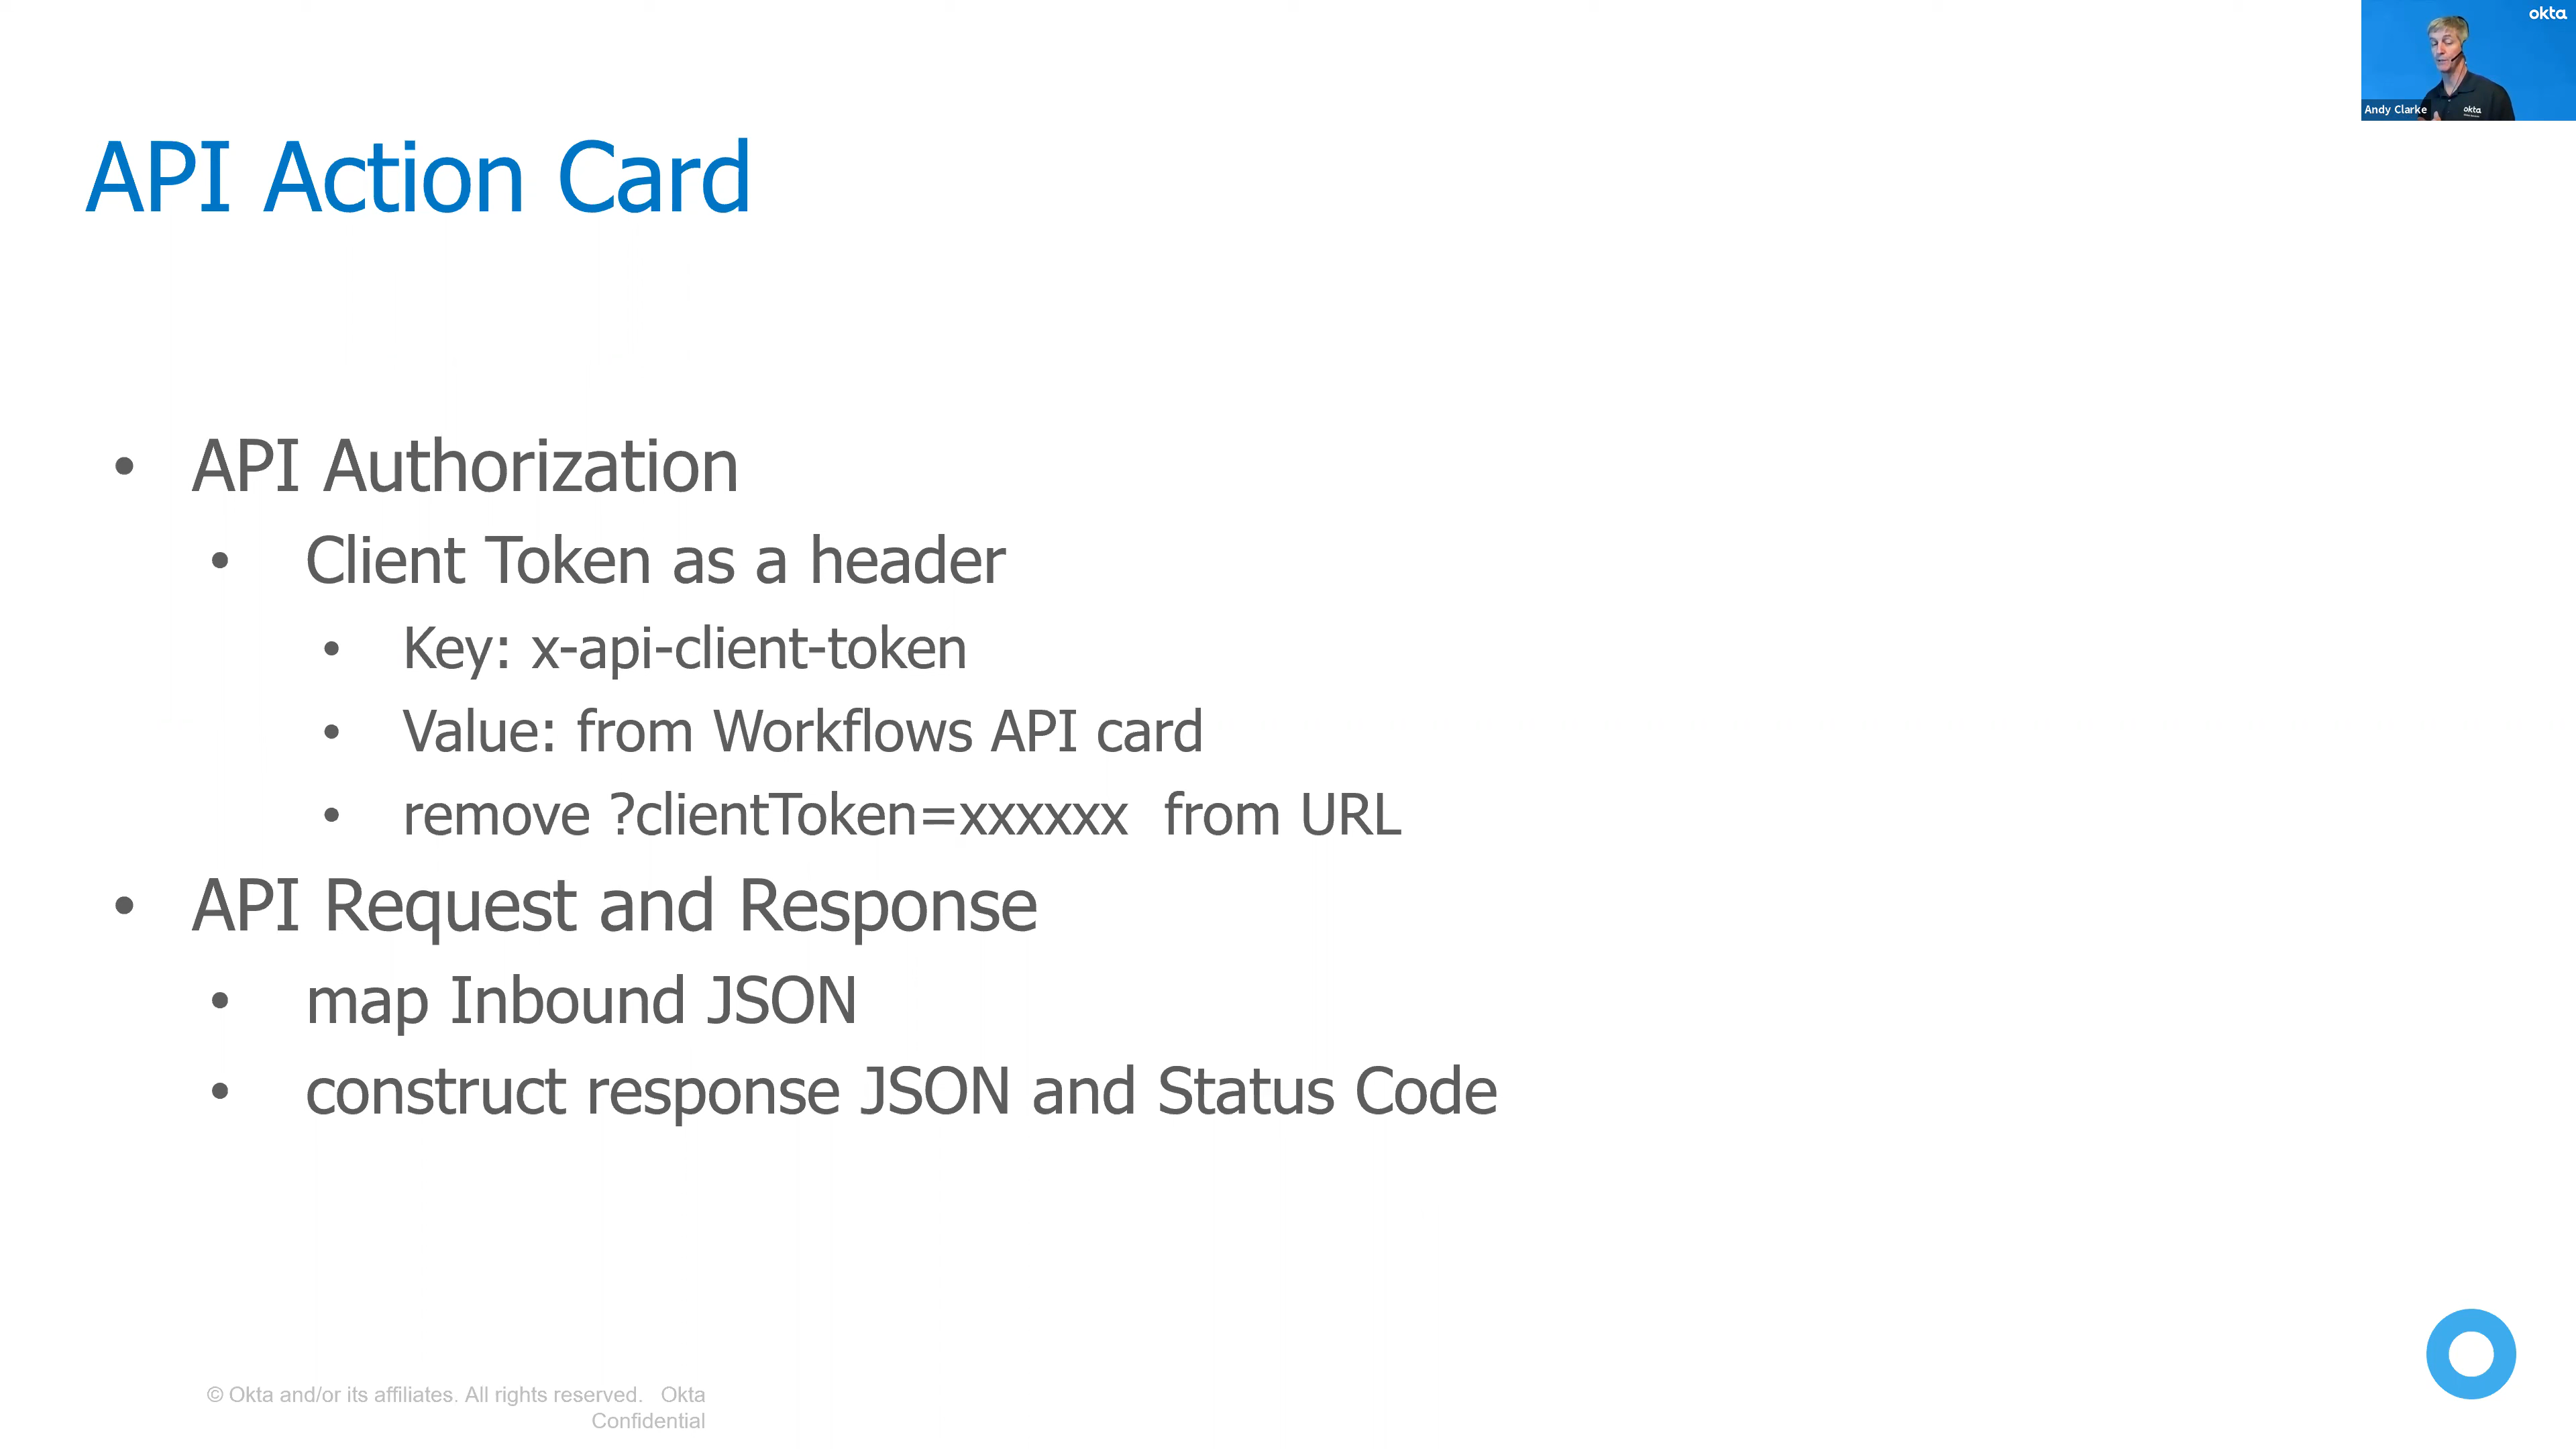 okta
Andy Clarke
okta
API Action Card
• API Authorization
• Client Token as a header
• Key: x-api-client-token
• Value: from Workflows API card
• remove ?clientToken=xxxxxx from URL
• API Request and Response
• map Inbound JSON
• construct response JSON and Status Code
© Okta and/or its affiliates. All rights reserved. Okta
Confidential